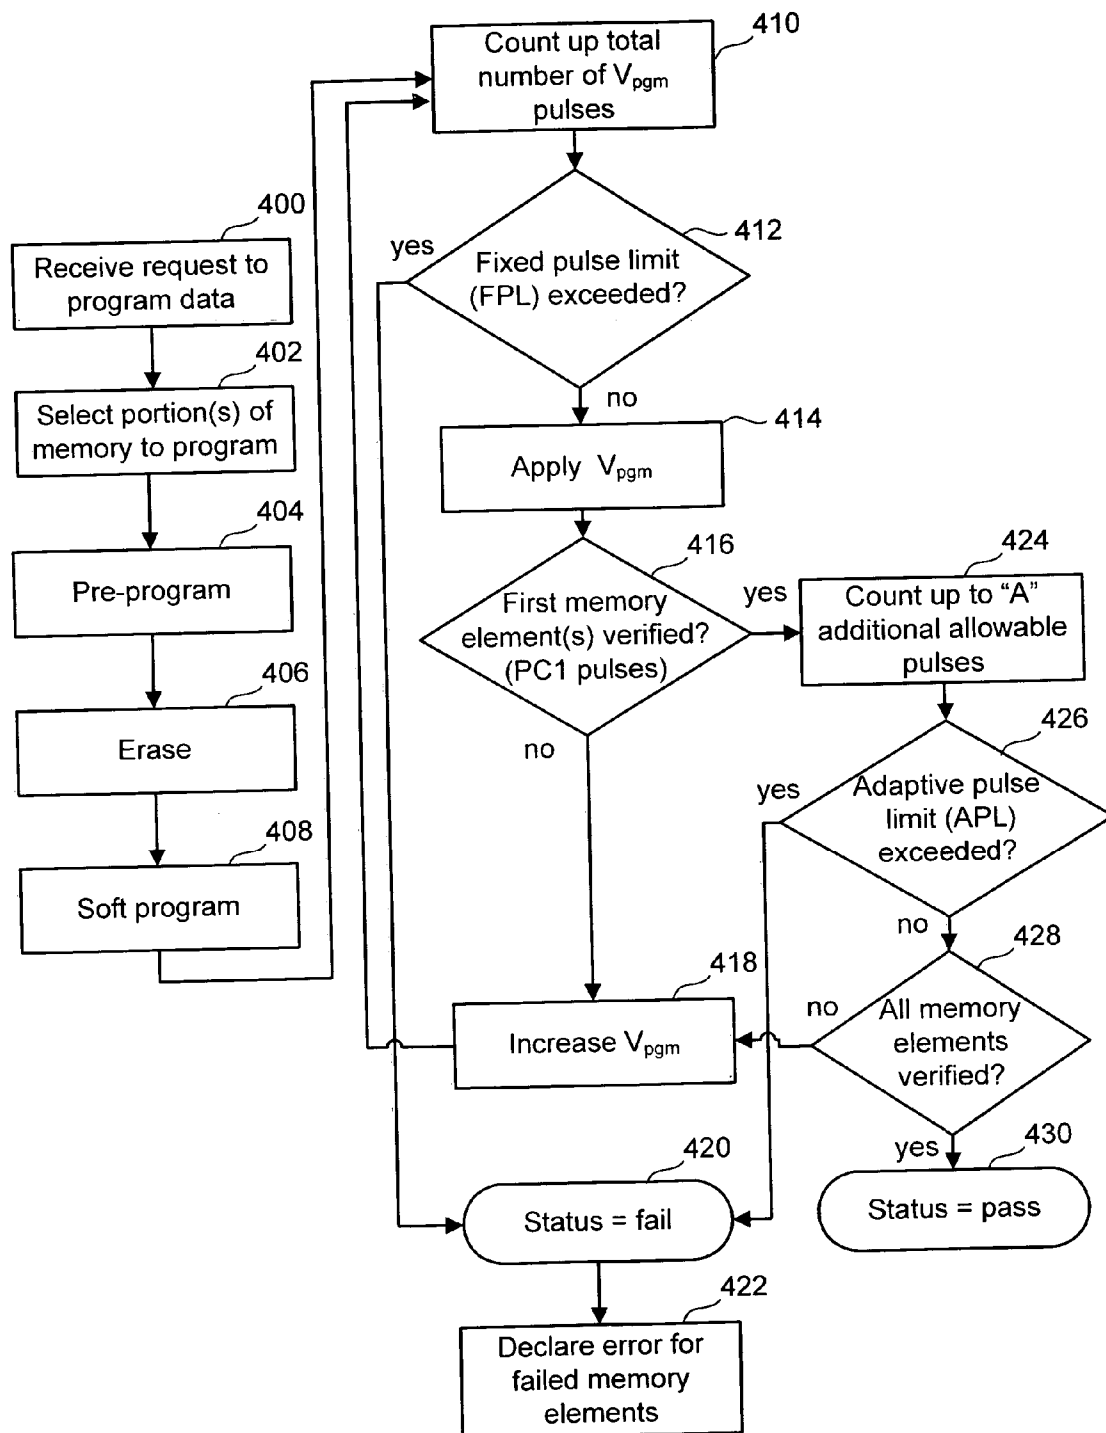 400
Receive request to
program data
402
Select portion(s) of
memory to program
404
Pre-program
406
Erase
408
Soft program
410
Count up total
number of Vpgm
pulses
412
yes
Fixed pulse limit
(FPL) exceeded?
no
414
Apply Vpgm
416
First memory
element(s) verified?
(PC1 pulses)
yes
no
418
Increase Vpgm
420
Status = fail
422
Declare error for
failed memory
elements
424
Count up to “A”
additional allowable
pulses
426
yes
Adaptive pulse
limit (APL)
exceeded?
no
428
no
All memory
elements
verified?
yes
430
Status = pass